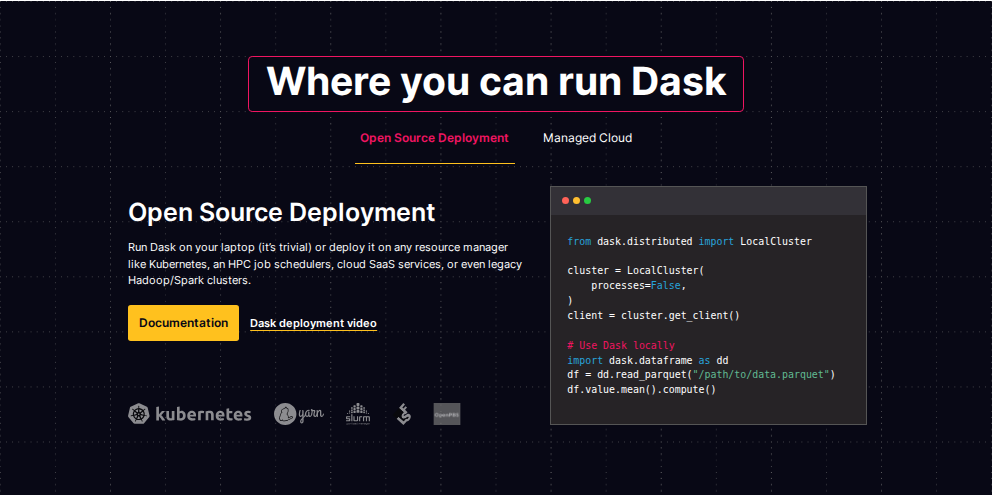 Where you can run Dask
Open Source Deployment
Managed Cloud
Open Source Deployment
Run Dask on your laptop (it's trivial) or deploy it on any resource manager
like Kubernetes, an HPC job schedulers, cloud SaaS services, or even legacy
Hadoop/Spark clusters.
Documentation
Dask deployment video
from dask.distributed import LocalCluster
cluster = LocalCluster(
    processes=False,
)
client = cluster.get_client()
# Use Dask locally
import dask.dataframe as dd
df = dd.read_parquet("/path/to/data.parquet")
df.value.mean().compute()
kubernetes
yarn
slurm
OpenPBS